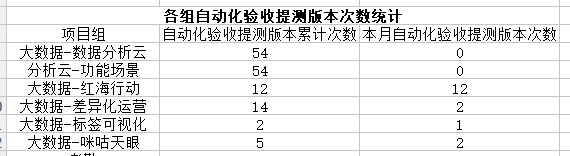 各组自动化验收提测版本次数统计
项目组 自动化验收提测版本累计次数 本月自动化验收提测版本次数
大数据-数据分析云 54 0
分析云-功能场景 54 0
大数据-红海行动 12 12
大数据-差异化运营 14 2
大数据-标签可视化 2 1
大数据-咪咕天眼 5 2